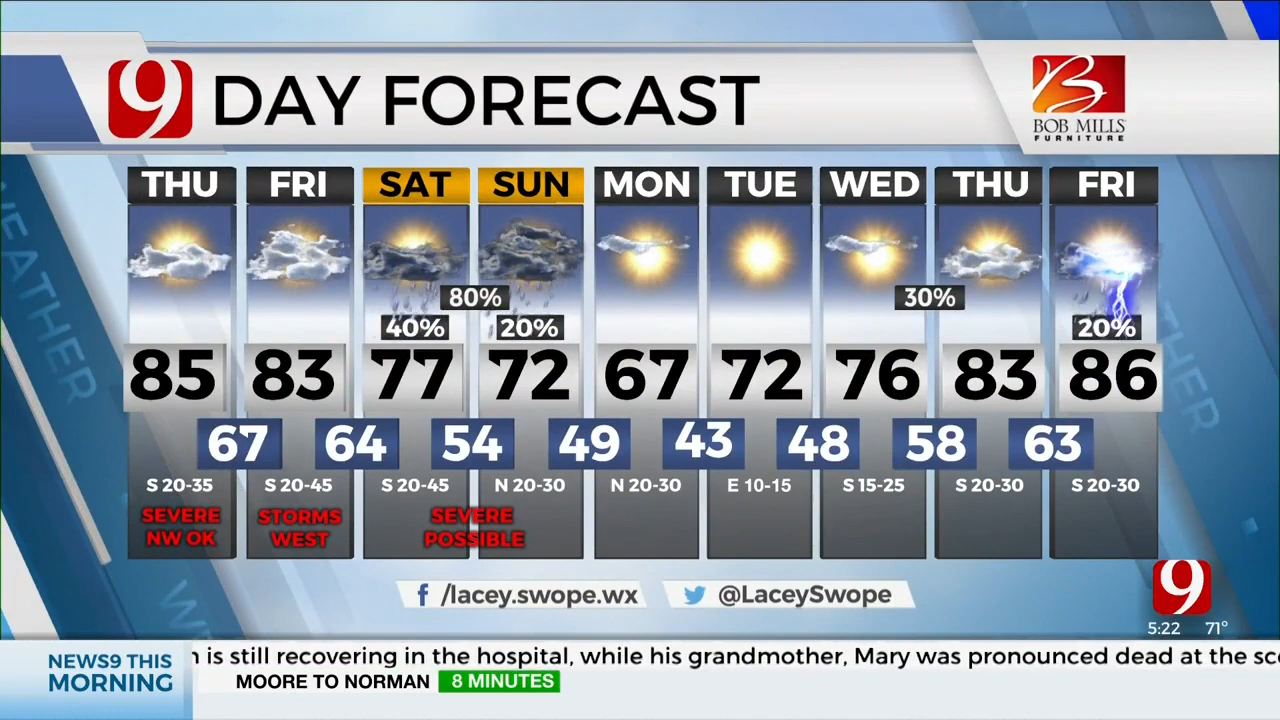 9 DAY FORECAST
B
BOB MILLS
FURNITURE
THU FRI SAT SUN MON TUE WED THU FRI
80% 30%
40% 20% 20%
85 83 77 72 67 72 76 83 86
67 64 54 49 43 48 58 63
S 20-35 S 20-45 S 20-45 N 20-30 N 20-30 E 10-15 S 15-25 S 20-30 S 20-30
SEVERE STORMS SEVERE
NW OK WEST POSSIBLE
f /lacey.swope.wx @LaceySwope
9
5:22 71°
NEWS9 THIS
MORNING
is still recovering in the hospital, while his grandmother, Mary was pronounced dead at the
MOORE TO NORMAN 8 MINUTES
WEATHER